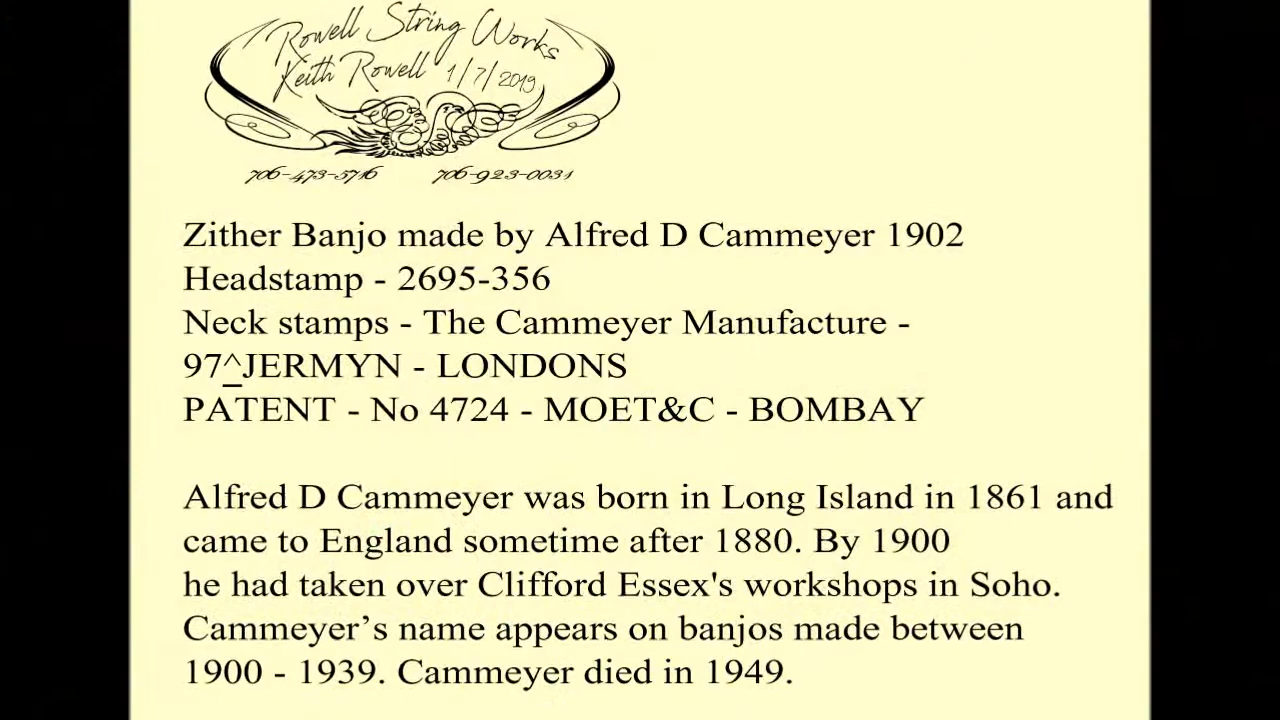 Rowell String Works
Keith Rowell 1/7/2019
706-473-5716 706-923-0031
Zither Banjo made by Alfred D Cammeyer 1902
Headstamp - 2695-356
Neck stamps - The Cammeyer Manufacture -
97^JERMYN - LONDONS
PATENT - No 4724 - MOET&C - BOMBAY
Alfred D Cammeyer was born in Long Island in 1861 and
came to England sometime after 1880. By 1900
he had taken over Clifford Essex's workshops in Soho.
Cammeyer’s name appears on banjos made between
1900 - 1939. Cammeyer died in 1949.